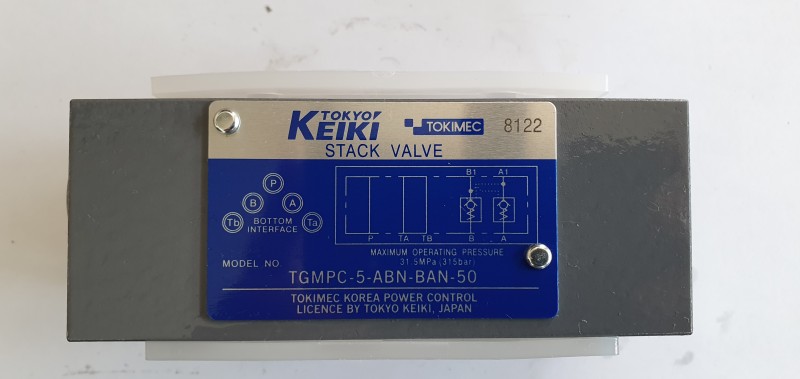 TOKYO
KEIKI TOKIMEC 8122
STACK VALVE
B1 A1
P
B A
Tb BOTTOM Ta
INTERFACE
P TA TB B A
MAXIMUM OPERATING PRESSURE
31.5MPa (315bar)
MODEL NO. TGMPC-5-ABN-BAN-50
TOKIMEC KOREA POWER CONTROL
LICENCE BY TOKYO KEIKI, JAPAN